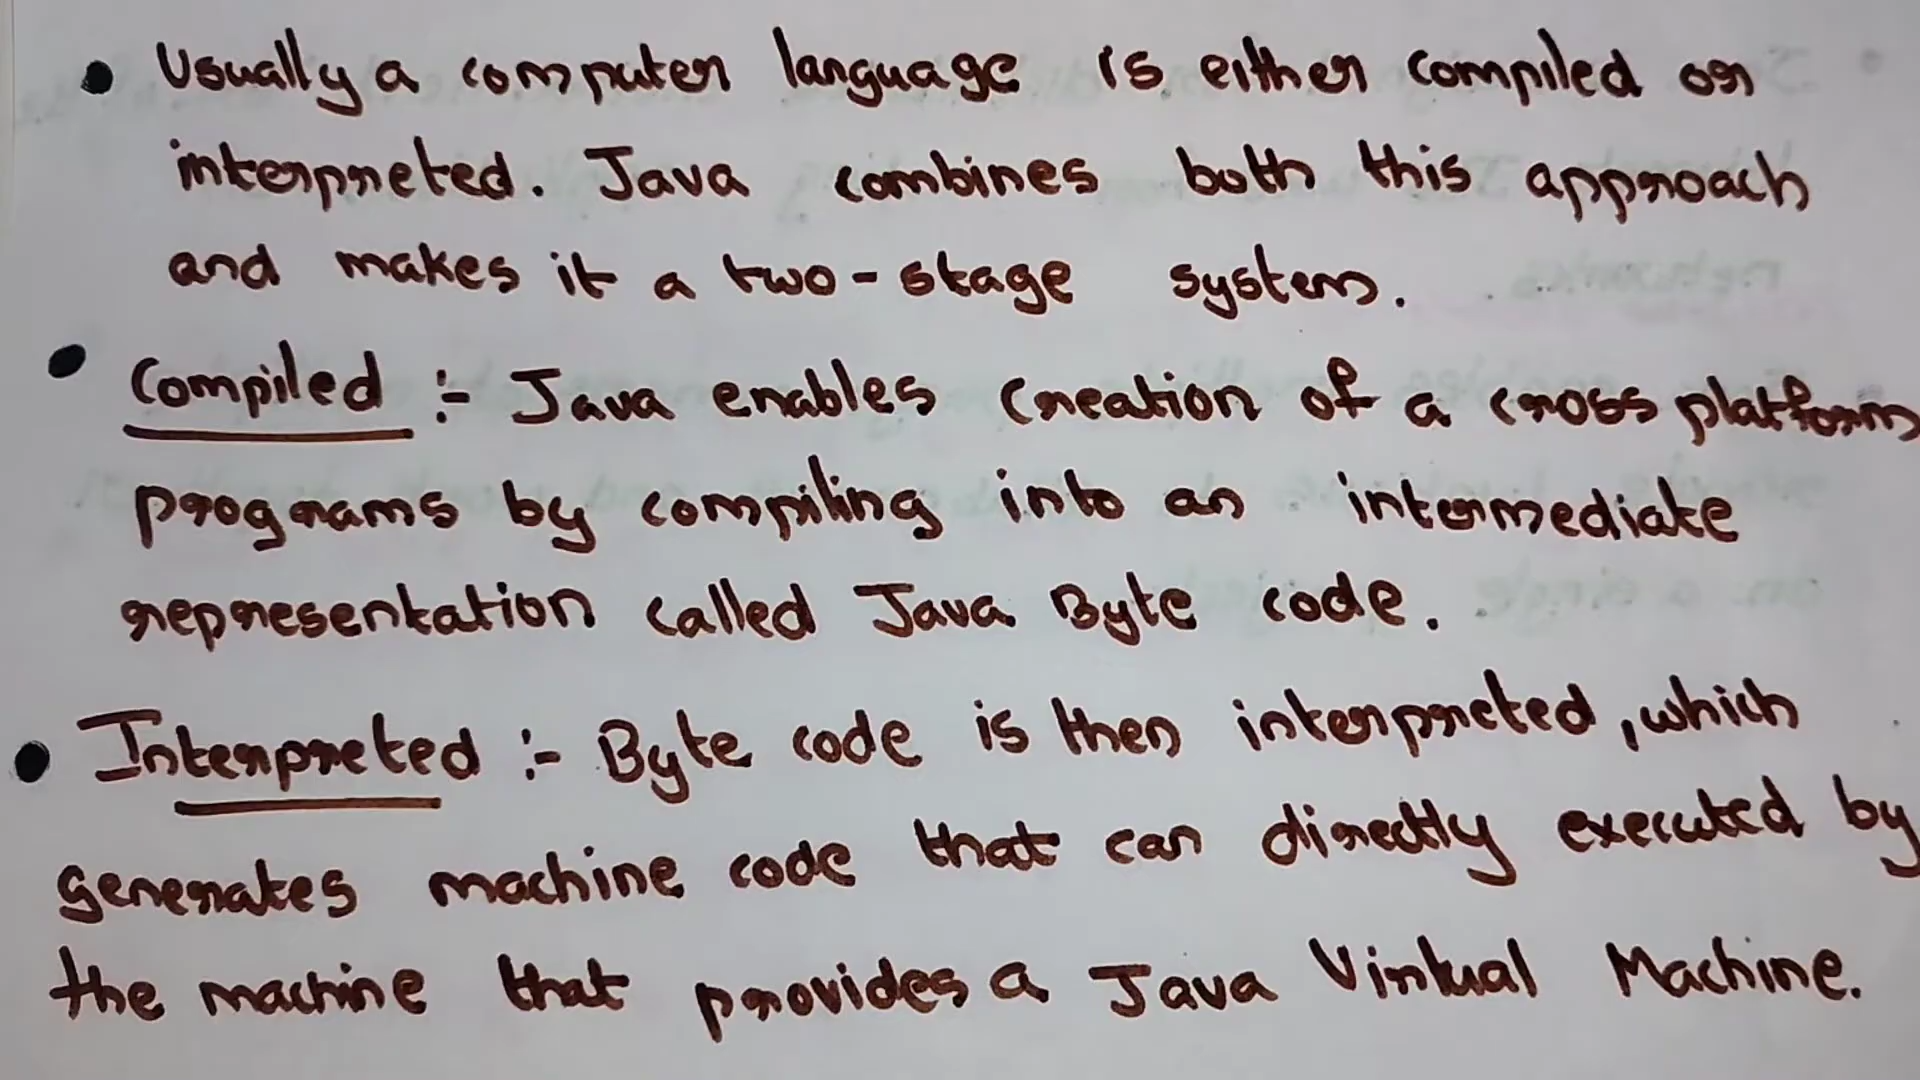 • Usually a computer language is either compiled or
interpreted. Java combines both this approach
and makes it a two-stage system.
• Compiled :- Java enables creation of a cross platform
programs by compiling into an intermediate
representation called Java Byte code.
• Interpreted :- Byte code is then interpreted, which
generates machine code that can directly executed by
the machine that provides a Java Virtual Machine.